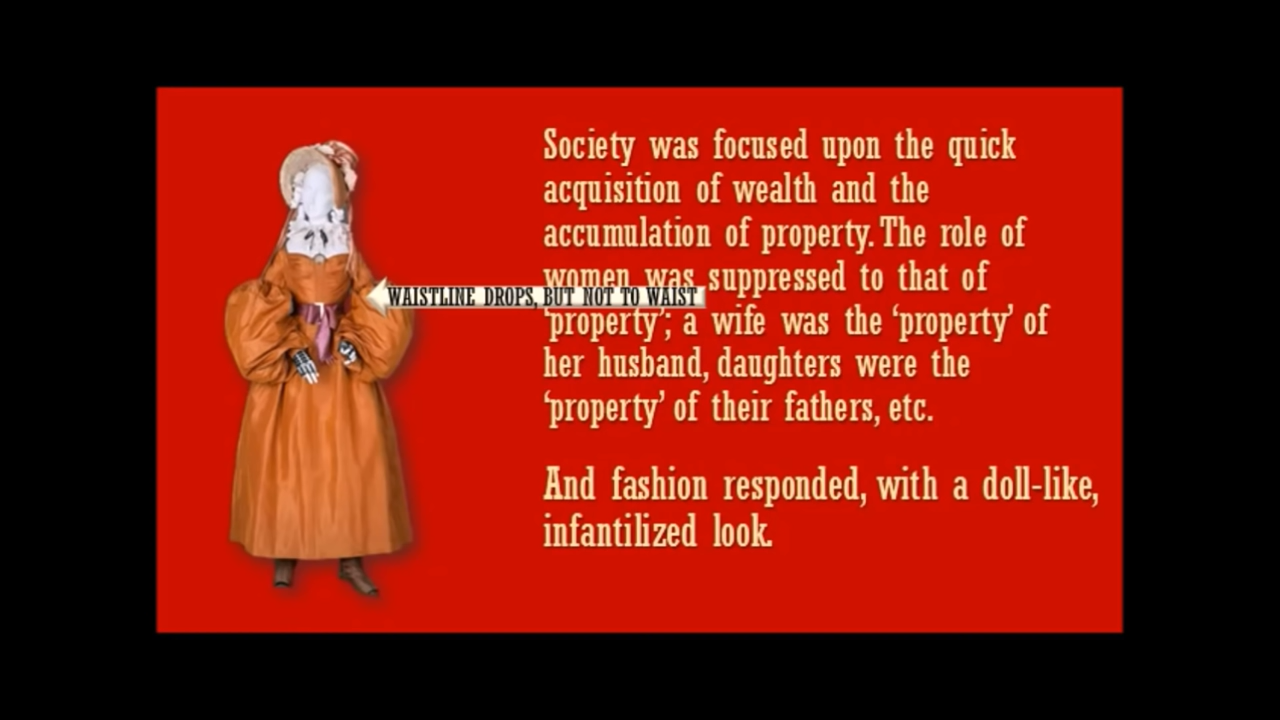 Society was focused upon the quick
acquisition of wealth and the
accumulation of property. The role of
women was suppressed to that of
WAISTLINE DROPS, BUT NOT TO WAIST
'property'; a wife was the 'property' of
her husband, daughters were the
'property' of their fathers, etc.
And fashion responded, with a doll-like,
infantilized look.